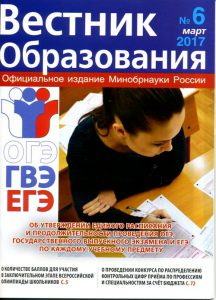 Вестник
Образования
№ 6
март
2017
Официальное издание Минобрнауки России
ОГЭ
ГВЭ
ЕГЭ
ОБ УТВЕРЖДЕНИИ ЕДИНОГО РАСПИСАНИЯ
И ПРОДОЛЖИТЕЛЬНОСТИ ПРОВЕДЕНИЯ ОГЭ,
ГОСУДАРСТВЕННОГО ВЫПУСКНОГО ЭКЗАМЕНА И ЕГЭ
ПО КАЖДОМУ УЧЕБНОМУ ПРЕДМЕТУ
О КОЛИЧЕСТВЕ БАЛЛОВ ДЛЯ УЧАСТИЯ
В ЗАКЛЮЧИТЕЛЬНОМ ЭТАПЕ ВСЕРОССИЙСКОЙ
ОЛИМПИАДЫ ШКОЛЬНИКОВ С. 5
О ПРОВЕДЕНИИ КОНКУРСА ПО РАСПРЕДЕЛЕНИЮ
КОНТРОЛЬНЫХ ЦИФР ПРИЁМА ПО ПРОФЕССИЯМ
И СПЕЦИАЛЬНОСТЯМ ЗА СЧЁТ БЮДЖЕТА С. 72